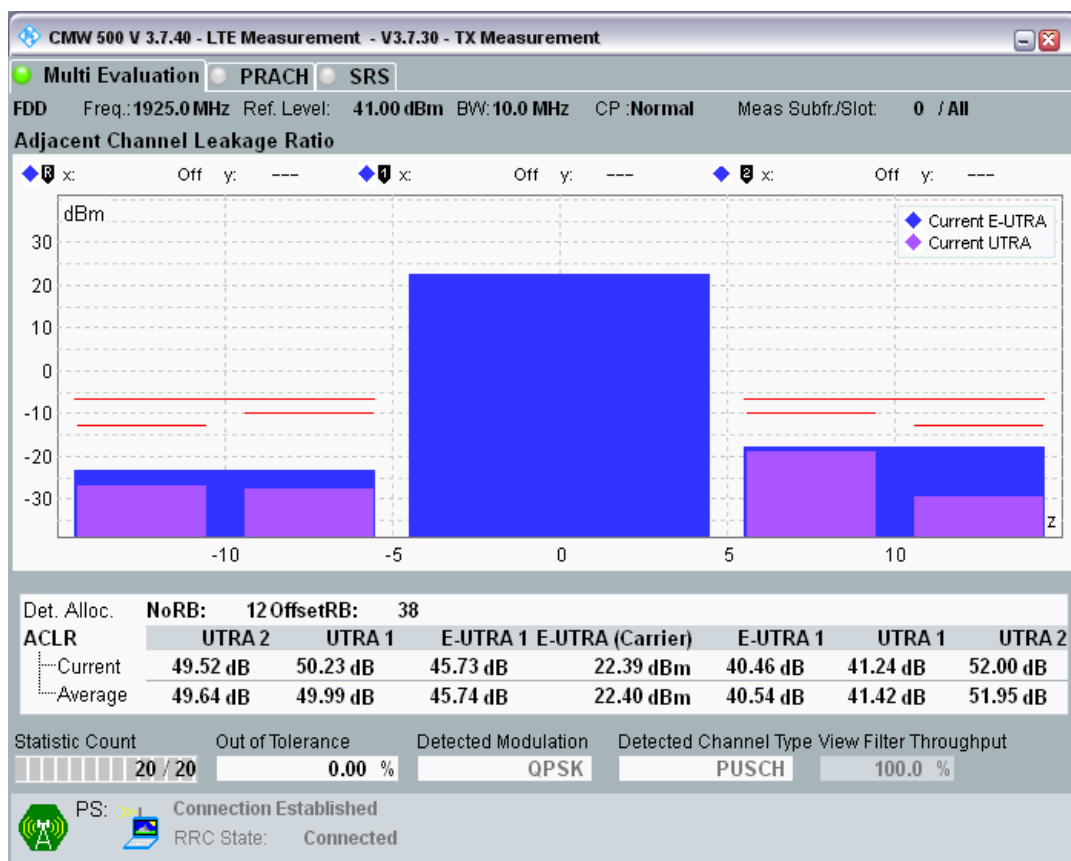 CMW 500 V 3.7.40 - LTE Measurement - V3.7.30 - TX Measurement
Multi Evaluation PRACH SRS
FDD Freq.: 1925.0 MHz Ref. Level: 41.00 dBm BW: 10.0 MHz CP :Normal Meas Subfr./Slot: 0 / All
Adjacent Channel Leakage Ratio
R x: Off y: --- 1 x: Off y: --- 2 x: Off y: ---
dBm
Current E-UTRA
Current UTRA
30
20
10
0
-10
-20
-30
z
-10 -5 0 5 10
Det. Alloc. NoRB: 12 OffsetRB: 38
ACLR UTRA 2 UTRA 1 E-UTRA 1 E-UTRA (Carrier) E-UTRA 1 UTRA 1 UTRA 2
Current 49.52 dB 50.23 dB 45.73 dB 22.39 dBm 40.46 dB 41.24 dB 52.00 dB
Average 49.64 dB 49.99 dB 45.74 dB 22.40 dBm 40.54 dB 41.42 dB 51.95 dB
Statistic Count Out of Tolerance Detected Modulation Detected Channel Type View Filter Throughput
20 / 20 0.00 % QPSK PUSCH 100.0 %
PS: Connection Established
RRC State: Connected